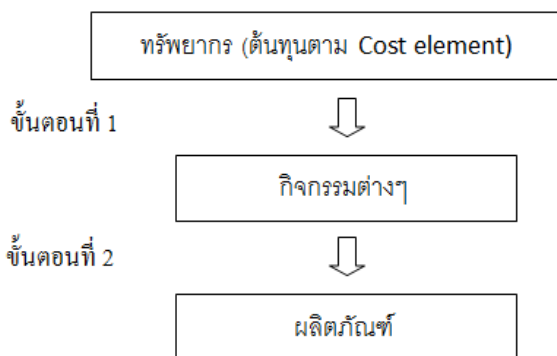 ทรัพยากร (ต้นทุนตาม Cost element)
ขั้นตอนที่ 1
กิจกรรมต่างๆ
ขั้นตอนที่ 2
ผลิตภัณฑ์